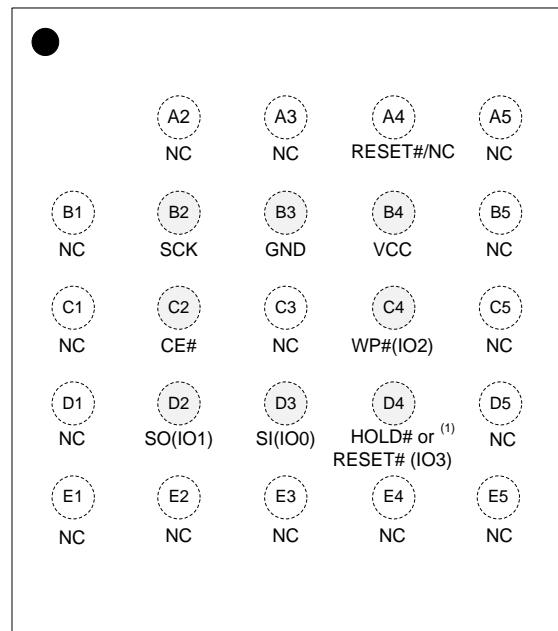 A2 A3 A4 A5
NC NC RESET#/NC NC
B1 B2 B3 B4 B5
NC SCK GND VCC NC
C1 C2 C3 C4 C5
NC CE# NC WP#(IO2) NC
D1 D2 D3 D4 D5
NC SO(IO1) SI(IO0) HOLD# or (1) NC
RESET# (IO3)
E1 E2 E3 E4 E5
NC NC NC NC NC